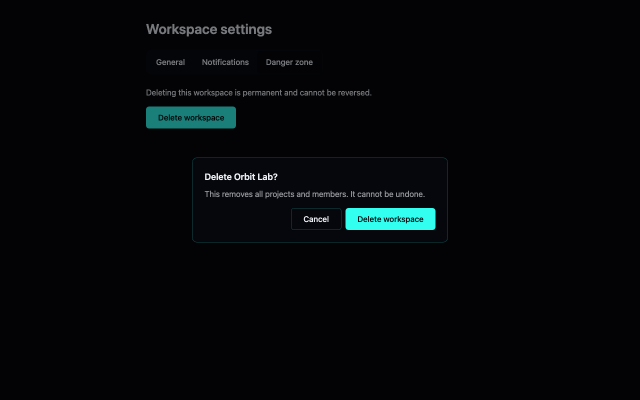 Workspace settings
General Notifications Danger zone
Deleting this workspace is permanent and cannot be reversed.
Delete workspace
Delete Orbit Lab?
This removes all projects and members. It cannot be undone.
Cancel Delete workspace